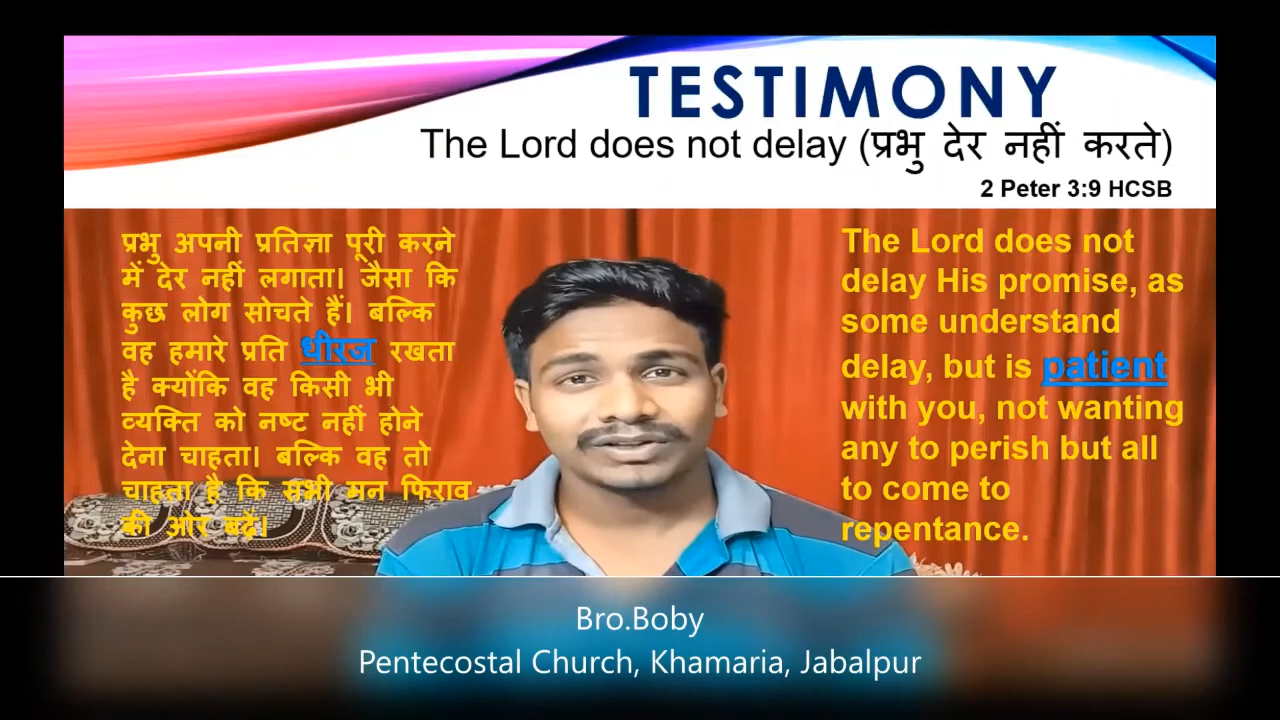 TESTIMONY
The Lord does not delay (प्रभु देर नहीं करते)
2 Peter 3:9 HCSB
प्रभु अपनी प्रतिज्ञा पूरी करने
में देर नहीं लगाता। जैसा कि
कुछ लोग सोचते हैं। बल्कि
वह हमारे प्रति धीरज रखता
है क्योंकि वह किसी भी
व्यक्ति को नष्ट नहीं होने
देना चाहता। बल्कि वह तो
चाहता है कि सभी मन फिराव
की ओर बढ़ें।
The Lord does not
delay His promise, as
some understand
delay, but is patient
with you, not wanting
any to perish but all
to come to
repentance.
Bro.Boby
Pentecostal Church, Khamaria, Jabalpur